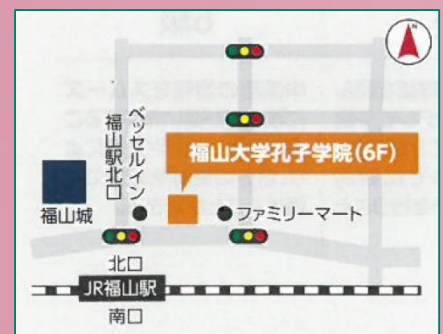 福山大学孔子学院(6F)
ベッセルイン
福山駅北口
福山城
ファミリーマート
北口
JR福山駅
南口